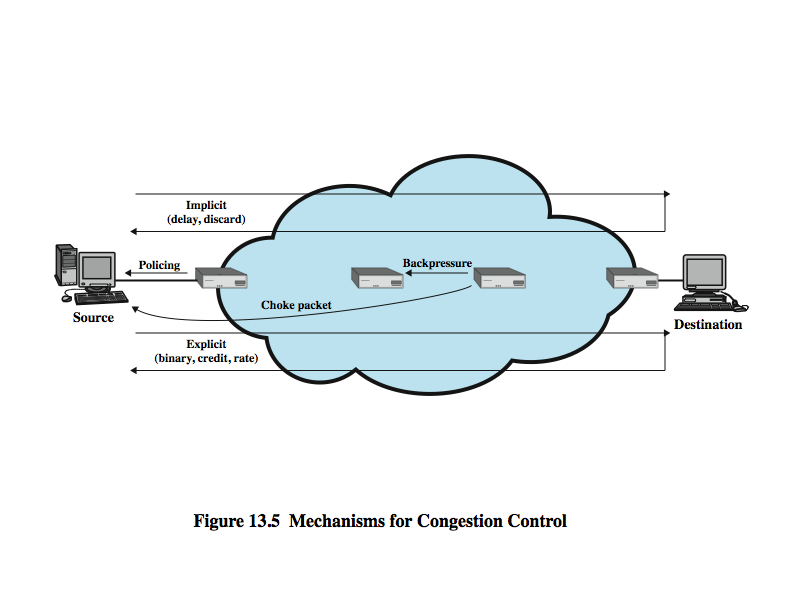 Implicit
(delay, discard)
Policing
Backpressure
Choke packet
Source
Destination
Explicit
(binary, credit, rate)
Figure 13.5 Mechanisms for Congestion Control